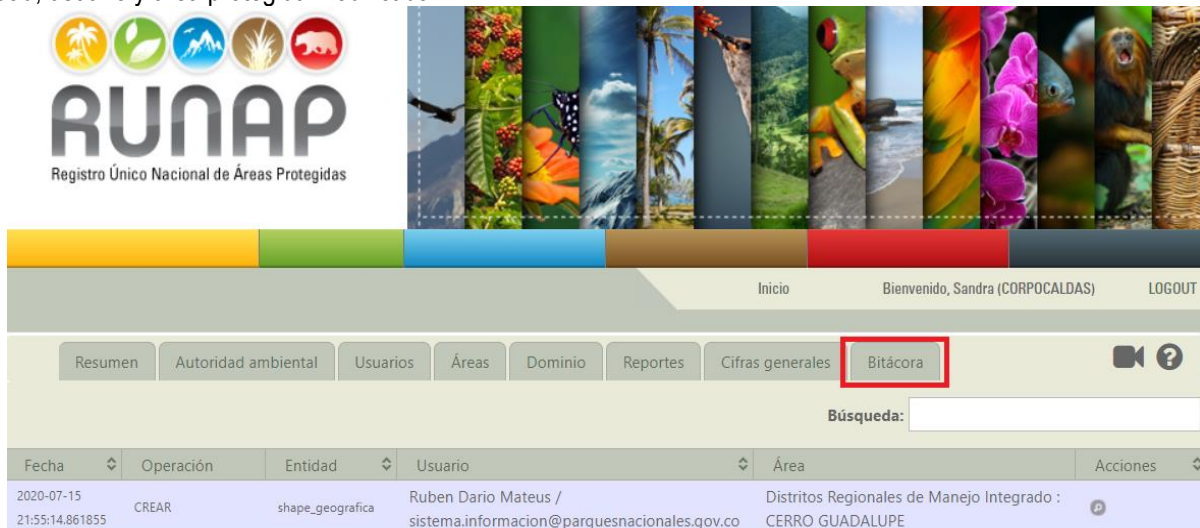 RUNAP
Registro Único Nacional de Áreas Protegidas
Inicio Bienvenido, Sandra (CORPOCALDAS) LOGOUT
Resumen Autoridad ambiental Usuarios Áreas Dominio Reportes Cifras generales Bitácora
Búsqueda:
Fecha Operación Entidad Usuario Área Acciones
2020-07-15 21:55:14.861855 CREAR shape_geografica Ruben Dario Mateus / sistema.informacion@parquesnacionales.gov.co Distritos Regionales de Manejo Integrado : CERRO GUADALUPE